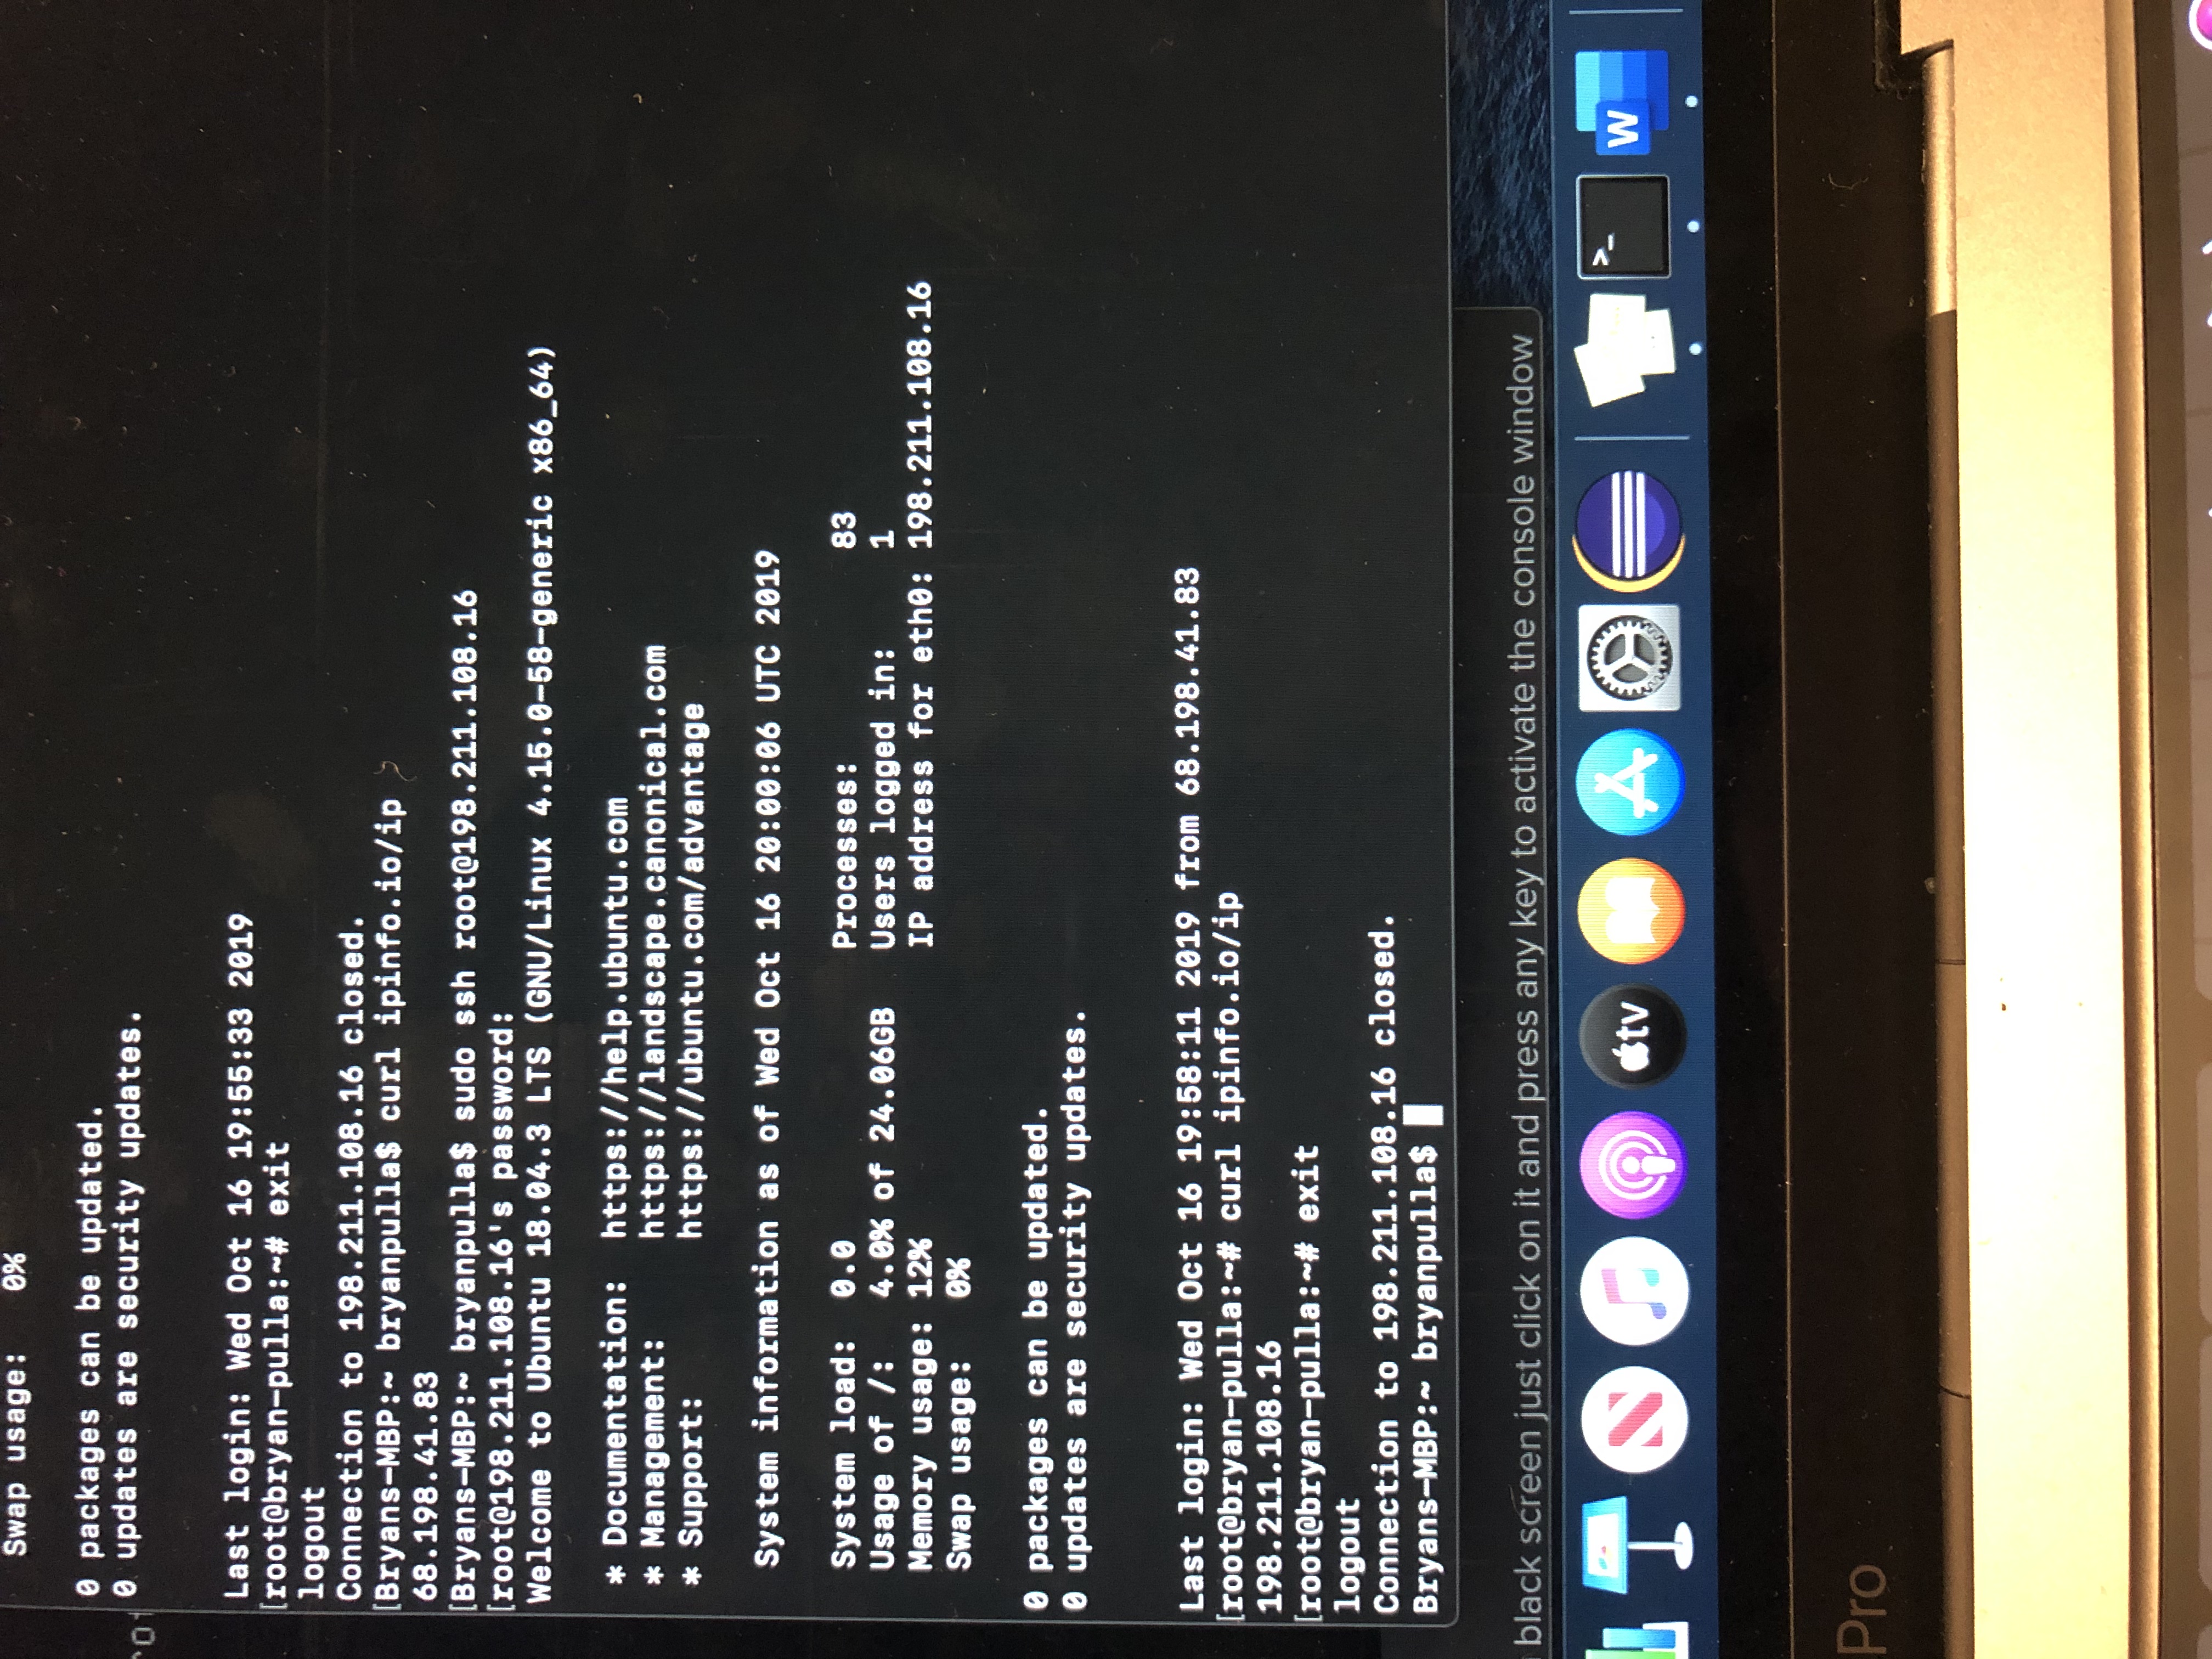 Swap usage: 0%
0 packages can be updated.
0 updates are security updates.
Last login: Wed Oct 16 19:55:33 2019
[root@bryan-pulla:~# exit
logout
Connection to 198.211.108.16 closed.
[Bryans-MBP:~ bryanpulla$ curl ipinfo.io/ip
68.198.41.83
[Bryans-MBP:~ bryanpulla$ sudo ssh root@198.211.108.16
[root@198.211.108.16's password:
Welcome to Ubuntu 18.04.3 LTS (GNU/Linux 4.15.0-58-generic x86_64)
* Documentation: https://help.ubuntu.com
* Management: https://landscape.canonical.com
* Support: https://ubuntu.com/advantage
System information as of Wed Oct 16 20:00:06 UTC 2019
System load: 0.0 Processes: 83
Usage of /: 4.0% of 24.06GB Users logged in: 1
Memory usage: 12% IP address for eth0: 198.211.108.16
Swap usage: 0%
0 packages can be updated.
0 updates are security updates.
Last login: Wed Oct 16 19:58:11 2019 from 68.198.41.83
[root@bryan-pulla:~# curl ipinfo.io/ip
198.211.108.16
[root@bryan-pulla:~# exit
logout
Connection to 198.211.108.16 closed.
Bryans-MBP:~ bryanpulla$
black screen just click on it and press any key to activate the console window
tv
>_
W
Pro